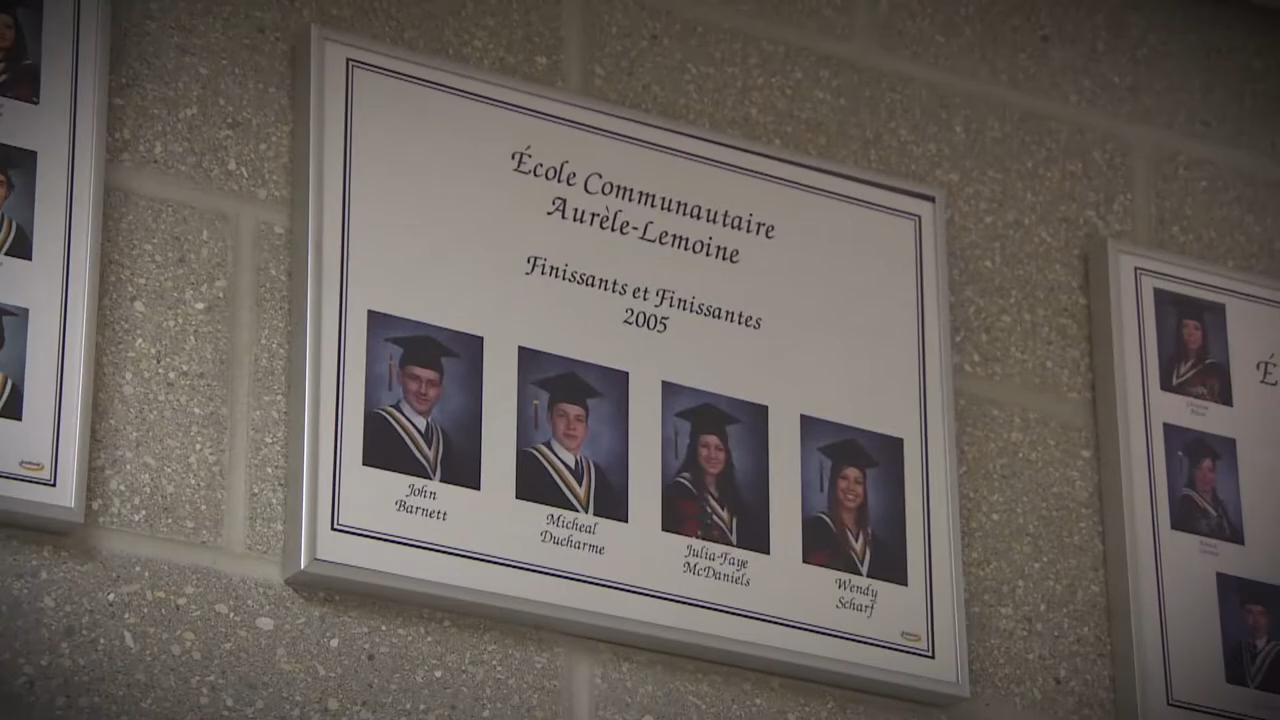 École Communautaire
Aurèle-Lemoine
Finissants et Finissantes
2005
John
Barnett
Micheal
Ducharme
Julia-Faye
McDaniels
Wendy
Scharf
É